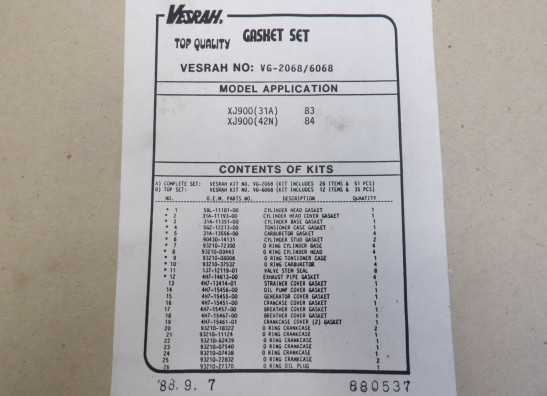 VESRAH.
TOP QUALITY GASKET SET
VESRAH NO: VG-2068/6068
MODEL APPLICATION
XJ900(31A) 83
XJ900(42N) 84
CONTENTS OF KITS
A) COMPLETE SET: VESRAH KIT NO. VG-2068 (KIT INCLUDES 26 ITEMS & 51 PCS)
B) TOP SET: VESRAH KIT NO. VG-6068 (KIT INCLUDES 12 ITEMS & 35 PCS)
NO. O.E.M. PARTS NO. DESCRIPTION QUANTITY
* 1 58L-11181-00 CYLINDER HEAD GASKET 1
* 2 31A-11193-00 CYLINDER HEAD COVER GASKET 1
* 3 31A-11351-00 CYLINDER BASE GASKET 1
* 4 5G2-12213-00 TONSIONER CASE GASKET 1
* 5 31A-13556-00 CARBURETOR GASKET 4
* 6 90430-14131 CYLINDER STUD GASKET 2
* 7 93210-72300 O RING CYLINDER BASE 4
* 8 93210-09443 O RING CYLINDER HEAD 4
* 9 93210-08006 O RING TONSIONER CASE 1
* 10 93210-37532 O RING CARBURETOR 4
* 11 1J7-12119-01 VALVE STEM SEAL 8
* 12 4H7-14613-00 EXHAUST PIPE GASKET 4
13 4H7-13414-01 STRAINER COVER GASKET 1
14 4H7-15456-00 OIL PUMP COVER GASKET 1
15 4H7-15455-00 GENERATOR COVER GASKET 1
16 4H7-15451-00 CRANCASE COVER GASKET 1
17 4H7-15457-00 BREATHER COVER GASKET 1
18 4H7-15467-00 BREATHER COVER GASKET 1
19 4H7-15461-01 CRANKCASE COVER (2) GASKET 1
20 93210-18322 O RING CRANKCASE 2
21 93210-11124 O RING CRANKCASE 1
22 93210-62439 O RING CRANKCASE 1
23 93210-07540 O RING CRANKCASE 1
24 93210-07438 O RING CRANKCASE 1
25 93210-22832 O RING CRANKCASE 2
26 93210-27370 O RING OIL PLUG 1
'88. 9. 7 880537